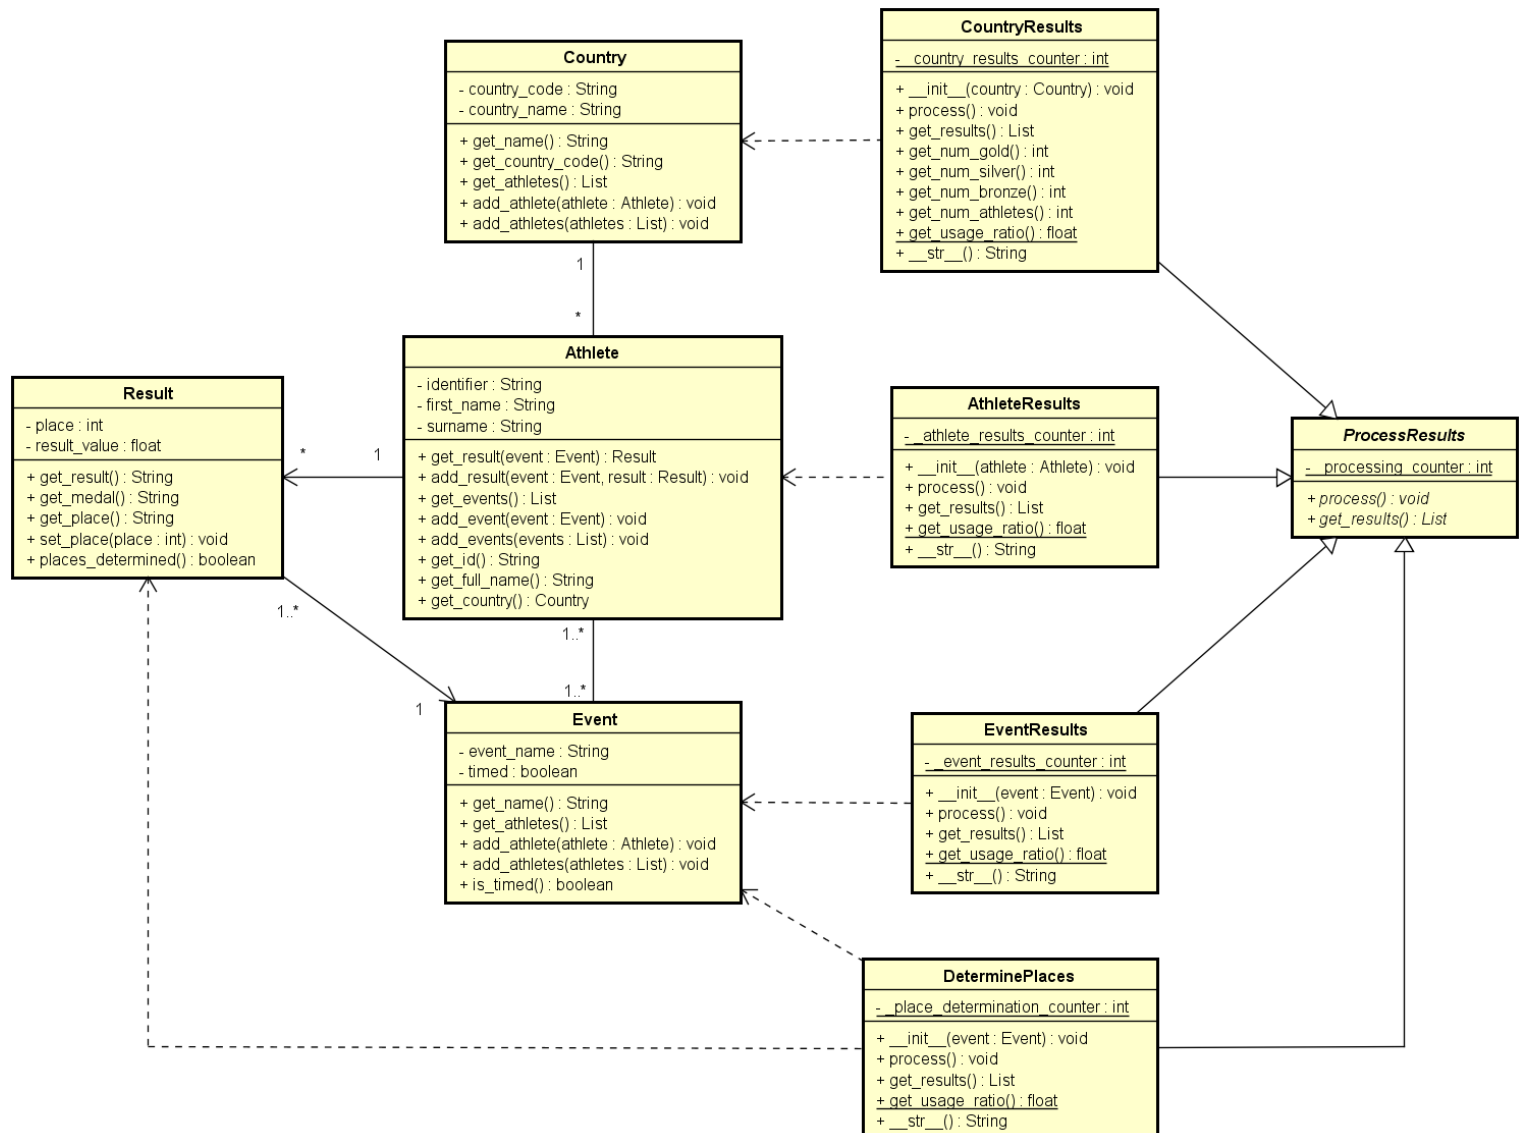 Country
- country_code : String
- country_name : String
+ get_name() : String
+ get_country_code() : String
+ get_athletes() : List
+ add_athlete(athlete : Athlete) : void
+ add_athletes(athletes : List) : void
CountryResults
- _country_results_counter : int
+ __init__(country : Country) : void
+ process() : void
+ get_results() : List
+ get_num_gold() : int
+ get_num_silver() : int
+ get_num_bronze() : int
+ get_num_athletes() : int
+ get_usage_ratio() : float
+ __str__() : String
1
*
Athlete
- identifier : String
- first_name : String
- surname : String
+ get_result(event : Event) : Result
+ add_result(event : Event, result : Result) : void
+ get_events() : List
+ add_event(event : Event) : void
+ add_events(events : List) : void
+ get_id() : String
+ get_full_name() : String
+ get_country() : Country
Result
- place : int
- result_value : float
+ get_result() : String
+ get_medal() : String
+ get_place() : String
+ set_place(place : int) : void
+ places_determined() : boolean
*
1
AthleteResults
- _athlete_results_counter : int
+ __init__(athlete : Athlete) : void
+ process() : void
+ get_results() : List
+ get_usage_ratio() : float
+ __str__() : String
ProcessResults
- _processing_counter : int
+ process() : void
+ get_results() : List
1..*
1
1..*
1..*
Event
- event_name : String
- timed : boolean
+ get_name() : String
+ get_athletes() : List
+ add_athlete(athlete : Athlete) : void
+ add_athletes(athletes : List) : void
+ is_timed() : boolean
EventResults
- _event_results_counter : int
+ __init__(event : Event) : void
+ process() : void
+ get_results() : List
+ get_usage_ratio() : float
+ __str__() : String
DeterminePlaces
- _place_determination_counter : int
+ __init__(event : Event) : void
+ process() : void
+ get_results() : List
+ get_usage_ratio() : float
+ __str__() : String